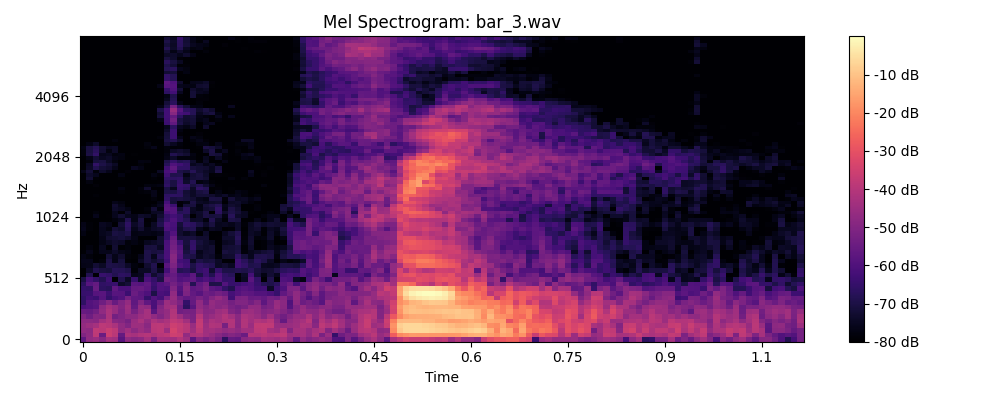 Mel Spectrogram: bar_3.wav
Hz
4096
2048
1024
512
0
0
0.15
0.3
0.45
0.6
0.75
0.9
1.1
Time
-10 dB
-20 dB
-30 dB
-40 dB
-50 dB
-60 dB
-70 dB
-80 dB